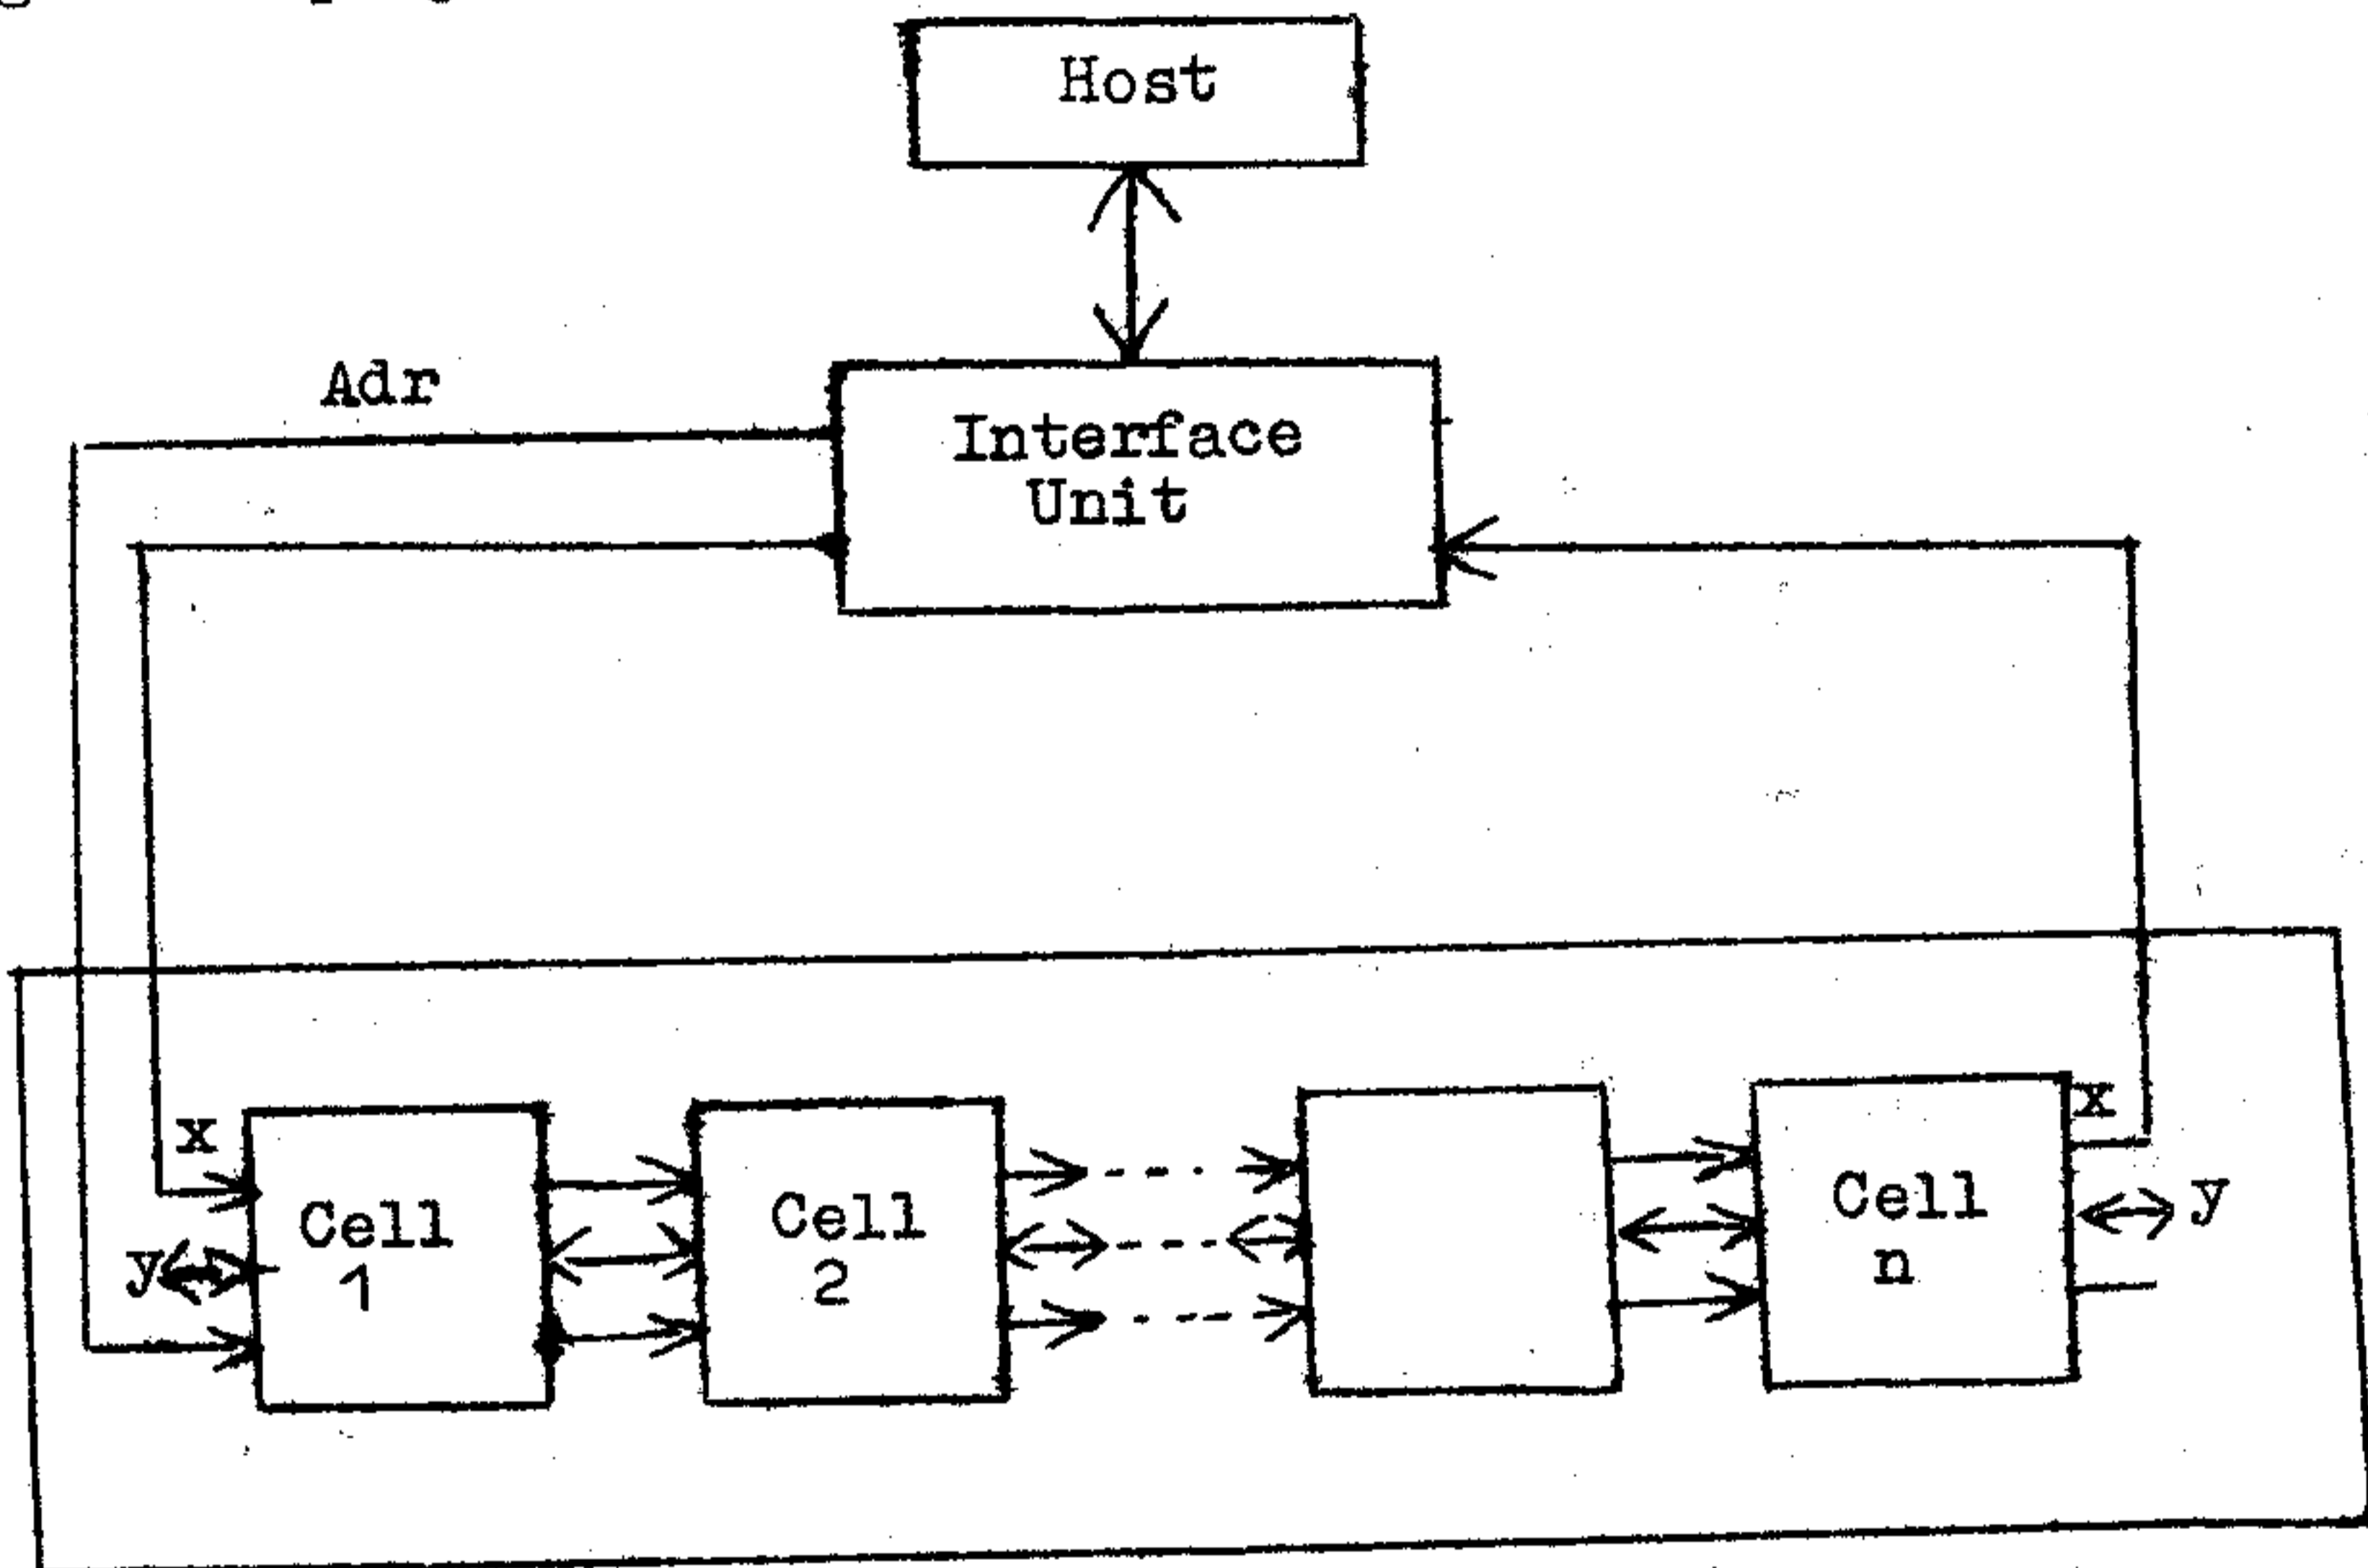 Host
Adr
Interface
Unit
x
x
Cell
1
Cell
2
Cell
n
y
y